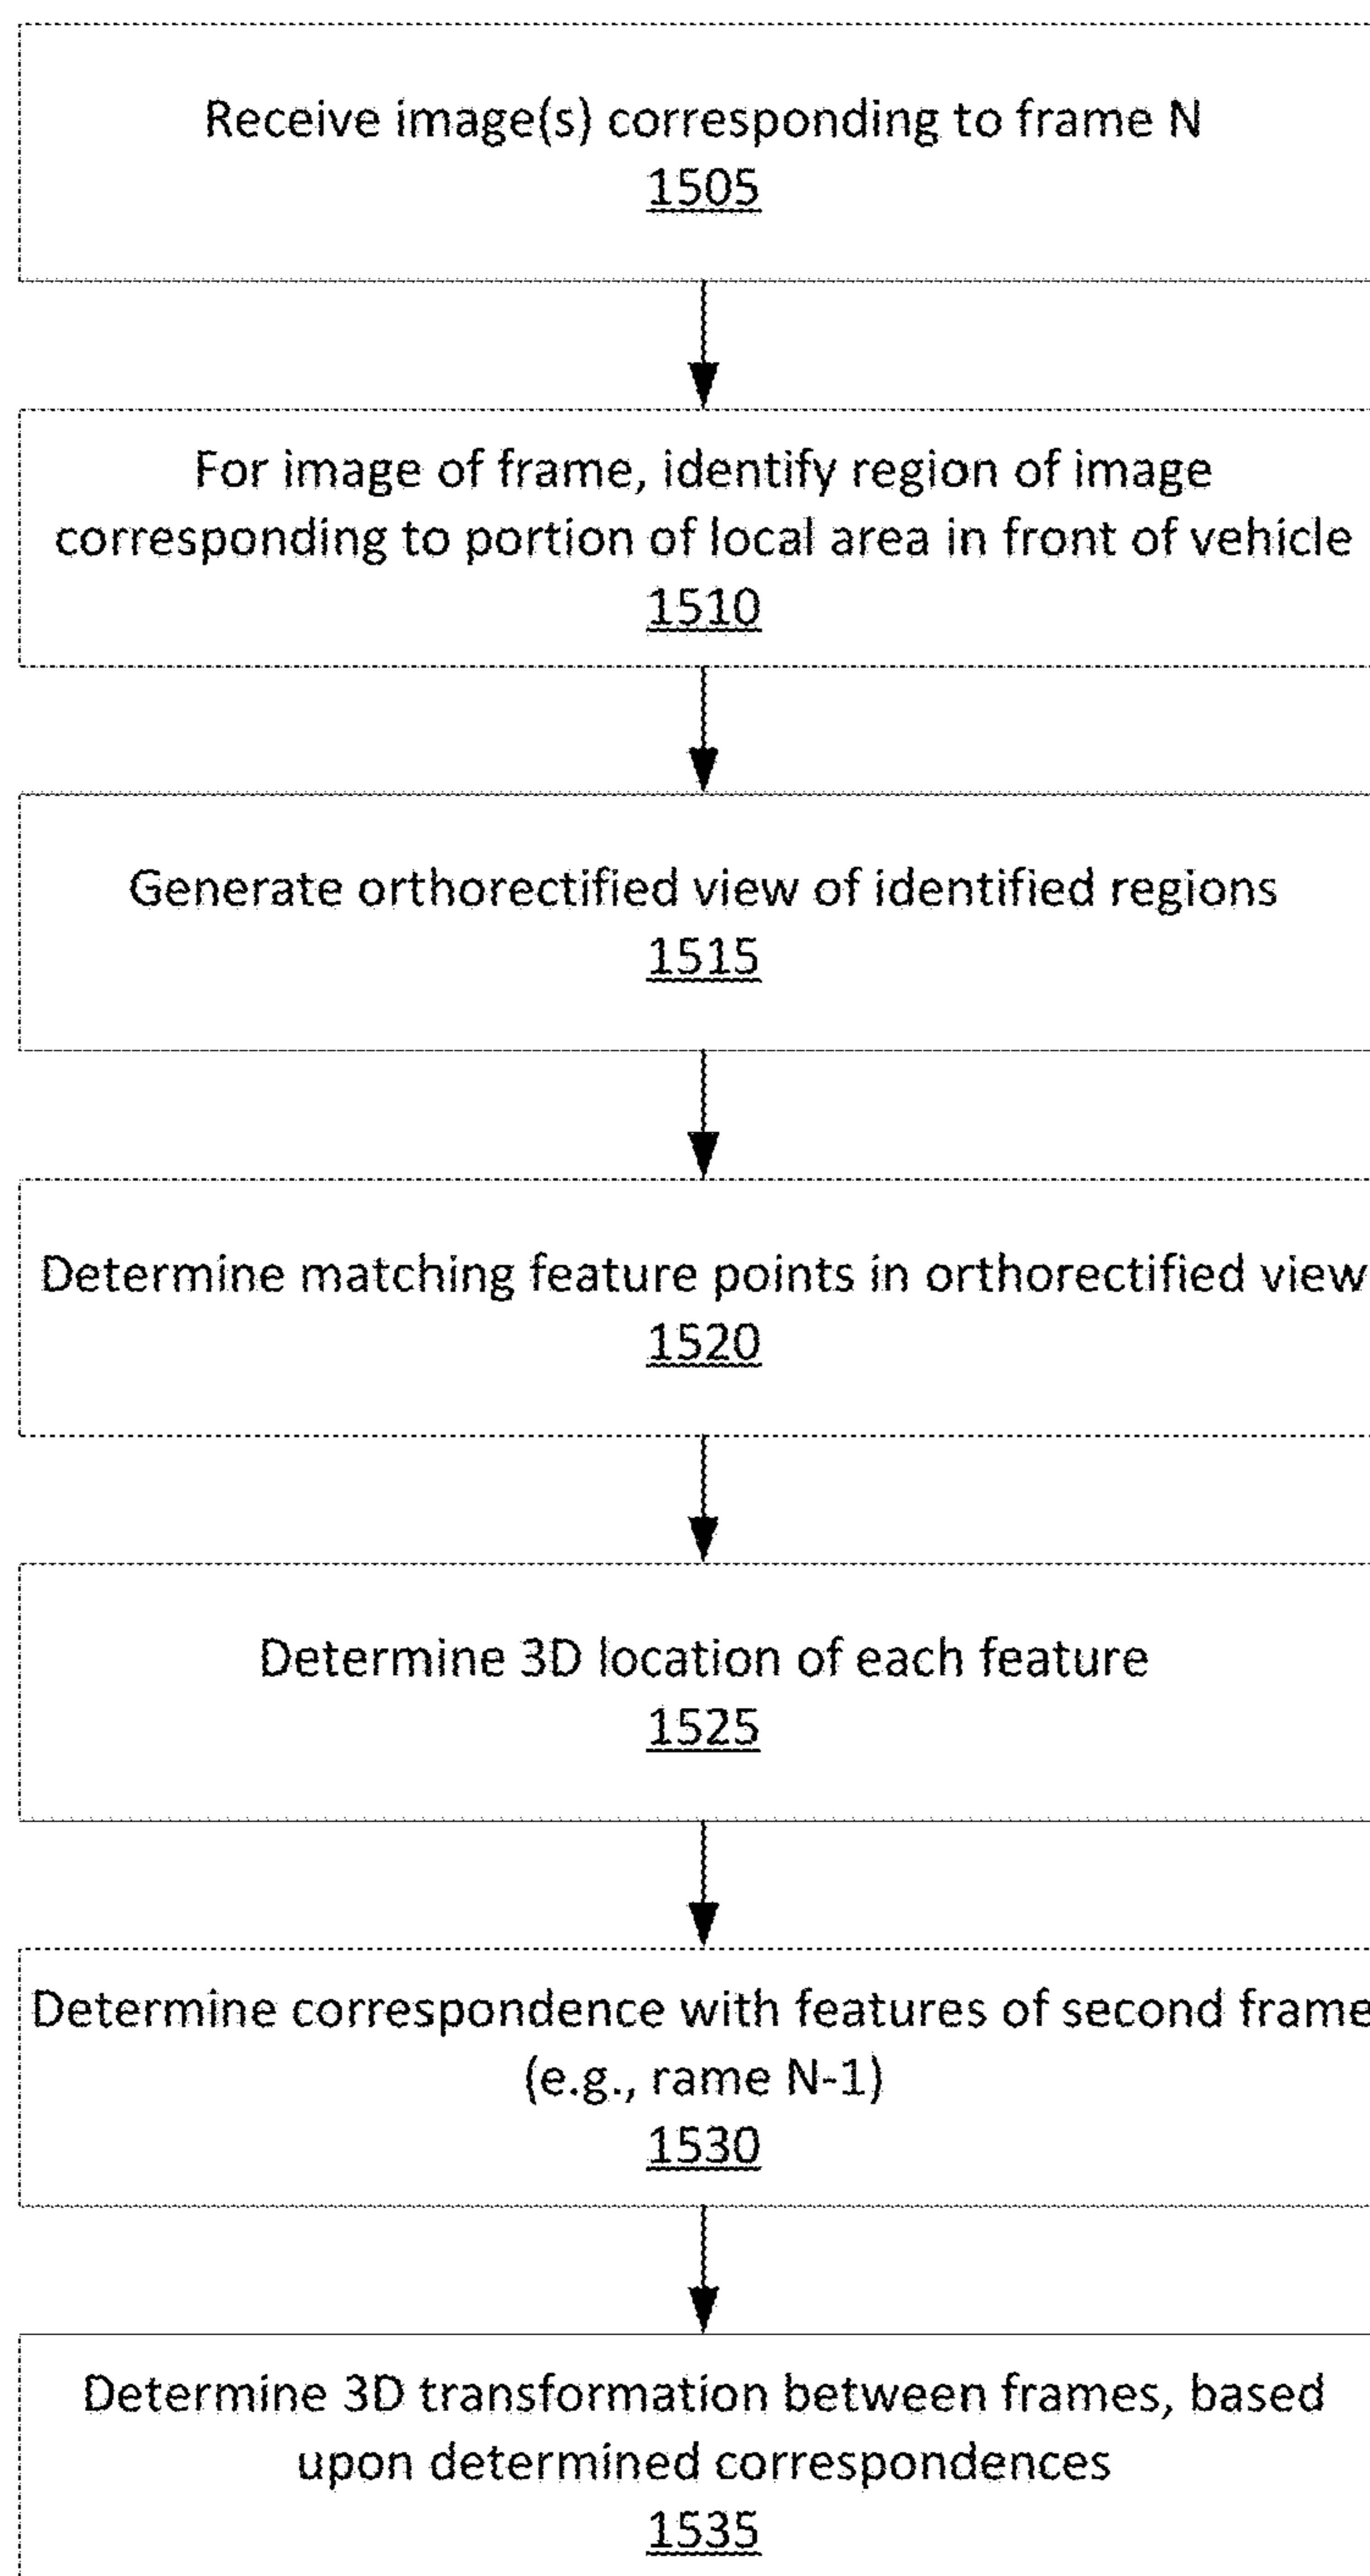 Receive image(s) corresponding to frame N
1505
For image of frame, identify region of image
corresponding to portion of local area in front of vehicle
1510
Generate orthorectified view of identified regions
1515
Determine matching feature points in orthorectified view
1520
Determine 3D location of each feature
1525
Determine correspondence with features of second frame
(e.g., rame N-1)
1530
Determine 3D transformation between frames, based
upon determined correspondences
1535